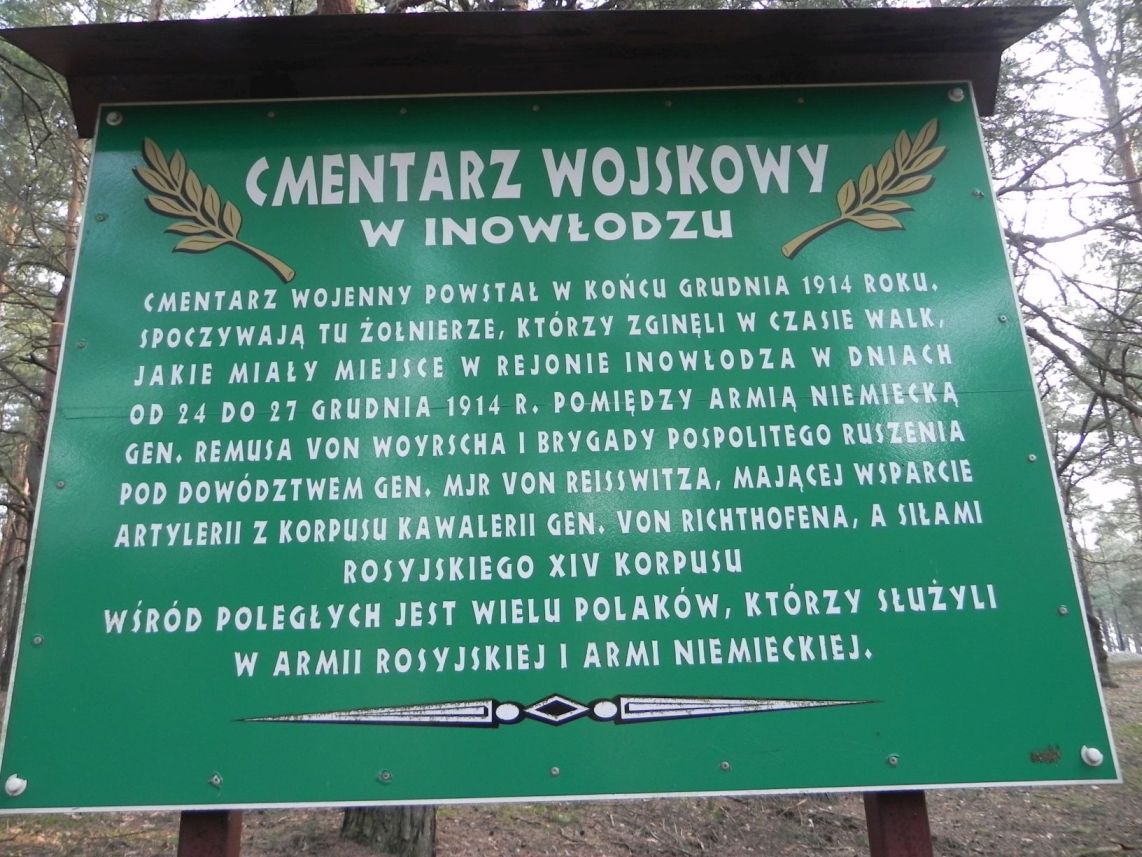 CMENTARZ WOJSKOWY
W INOWŁODZU
CMENTARZ WOJENNY POWSTAŁ W KOŃCU GRUDNIA 1914 ROKU.
SPOCZYWAJĄ TU ŻOŁNIERZE, KTÓRZY ZGINĘLI W CZASIE WALK,
JAKIE MIAŁY MIEJSCE W REJONIE INOWŁODZA W DNIACH
OD 24 DO 27 GRUDNIA 1914 R. POMIĘDZY ARMIĄ NIEMIECKĄ
GEN. REMUSA VON WOYRSCHA I BRYGADY POSPOLITEGO RUSZENIA
POD DOWÓDZTWEM GEN. MJR VON REISSWITZA, MAJĄCEJ WSPARCIE
ARTYLERII Z KORPUSU KAWALERII GEN. VON RICHTHOFENA, A SIŁAMI
ROSYJSKIEGO XIV KORPUSU
WŚRÓD POLEGŁYCH JEST WIELU POLAKÓW, KTÓRZY SŁUŻYLI
W ARMII ROSYJSKIEJ I ARMI NIEMIECKIEJ.